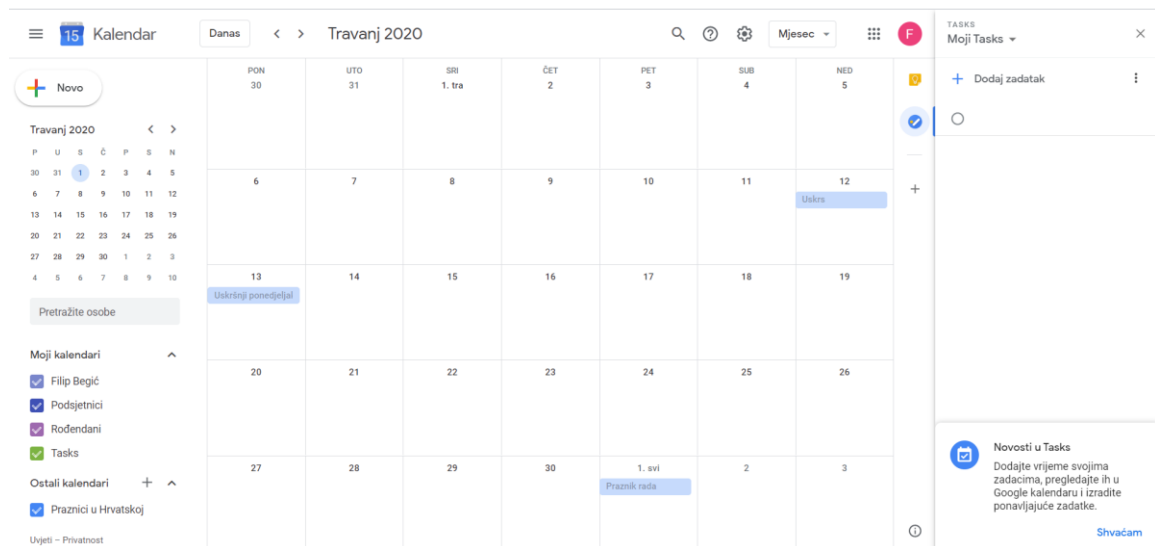 15 Kalendar
Danas
Travanj 2020
Mjesec
F
Novo
Travanj 2020
P U S Č P S N
30 31 1 2 3 4 5
6 7 8 9 10 11 12
13 14 15 16 17 18 19
20 21 22 23 24 25 26
27 28 29 30 1 2 3
4 5 6 7 8 9 10
Pretražite osobe
Moji kalendari
Filip Begić
Podsjetnici
Rođendani
Tasks
Ostali kalendari
Praznici u Hrvatskoj
Uvjeti – Privatnost
PON UTO SRI ČET PET SUB NED
30 31 1. tra 2 3 4 5
6 7 8 9 10 11 12
Uskrs
13 14 15 16 17 18 19
Uskršnji ponedjeljal
20 21 22 23 24 25 26
27 28 29 30 1. svi 2 3
Praznik rada
TASKS
Moji Tasks
Dodaj zadatak
Novosti u Tasks
Dodajte vrijeme svojima
zadacima, pregledajte ih u
Google kalendaru i izradite
ponavljajuće zadatke.
Shvaćam